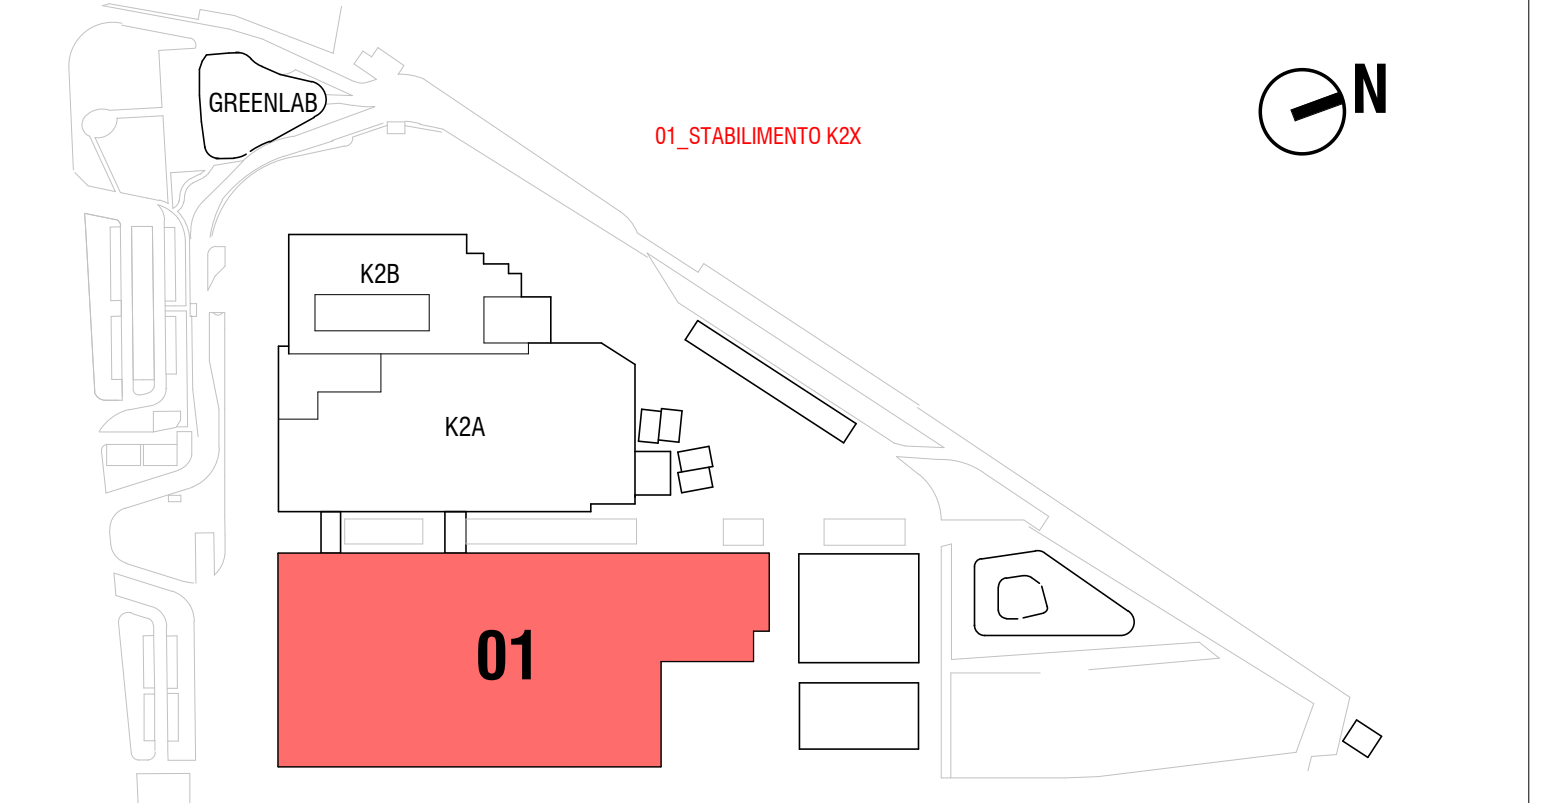 N
GREENLAB
01_STABILIMENTO K2X
K2B
K2A
01